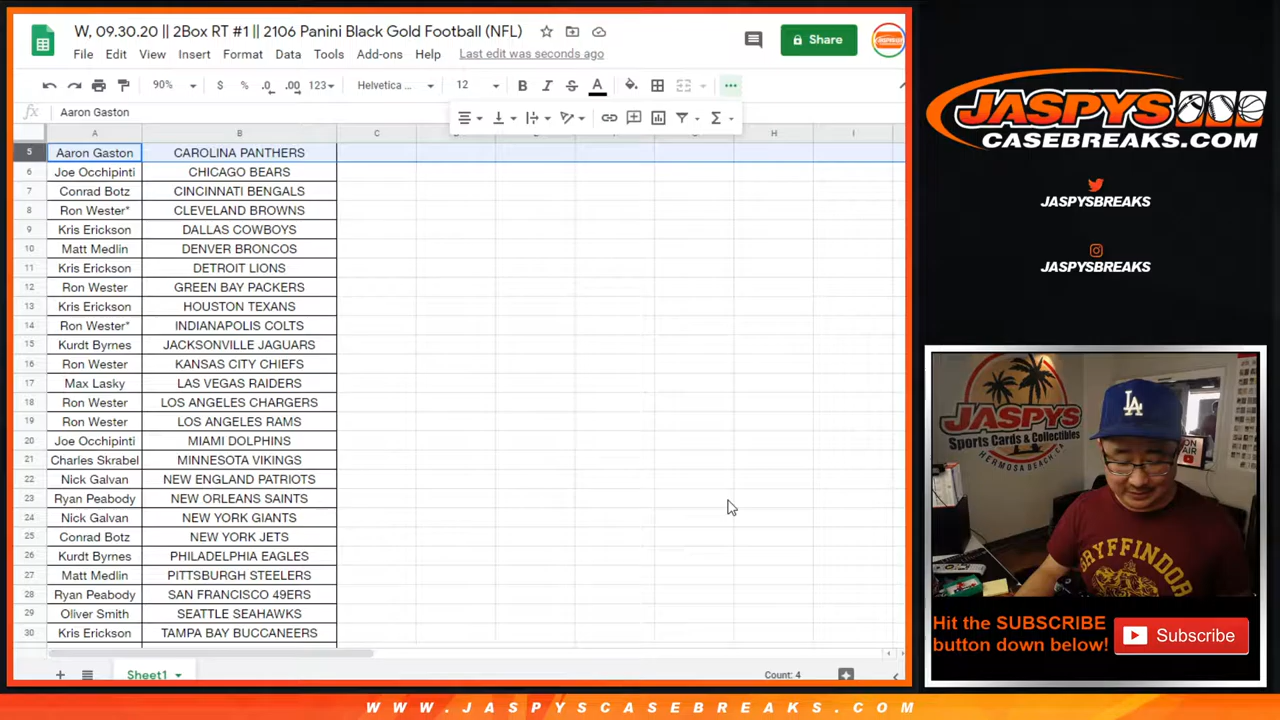 W, 09.30.20 || 2Box RT #1 || 2106 Panini Black Gold Football (NFL)
File Edit View Insert Format Data Tools Add-ons Help Last edit was seconds ago
Share
90% $ % .0 .00 123 Helvetica ... 12 B I S A
fx Aaron Gaston
A B C H I
5 Aaron Gaston CAROLINA PANTHERS
6 Joe Occhipinti CHICAGO BEARS
7 Conrad Botz CINCINNATI BENGALS
8 Ron Wester* CLEVELAND BROWNS
9 Kris Erickson DALLAS COWBOYS
10 Matt Medlin DENVER BRONCOS
11 Kris Erickson DETROIT LIONS
12 Ron Wester GREEN BAY PACKERS
13 Kris Erickson HOUSTON TEXANS
14 Ron Wester* INDIANAPOLIS COLTS
15 Kurdt Byrnes JACKSONVILLE JAGUARS
16 Ron Wester KANSAS CITY CHIEFS
17 Max Lasky LAS VEGAS RAIDERS
18 Ron Wester LOS ANGELES CHARGERS
19 Ron Wester LOS ANGELES RAMS
20 Joe Occhipinti MIAMI DOLPHINS
21 Charles Skrabel MINNESOTA VIKINGS
22 Nick Galvan NEW ENGLAND PATRIOTS
23 Ryan Peabody NEW ORLEANS SAINTS
24 Nick Galvan NEW YORK GIANTS
25 Conrad Botz NEW YORK JETS
26 Kurdt Byrnes PHILADELPHIA EAGLES
27 Matt Medlin PITTSBURGH STEELERS
28 Ryan Peabody SAN FRANCISCO 49ERS
29 Oliver Smith SEATTLE SEAHAWKS
30 Kris Erickson TAMPA BAY BUCCANEERS
Sheet1
Count: 4
JASPYS
CASEBREAKS.COM
JASPYSBREAKS
JASPYSBREAKS
JASPYS
Sports Cards & Collectibles
HERMOSA BEACH, CA
LA
ON AIR
GRYFFINDOR
Hit the SUBSCRIBE
button down below!
Subscribe
WWW.JASPYSCASEBREAKS.COM